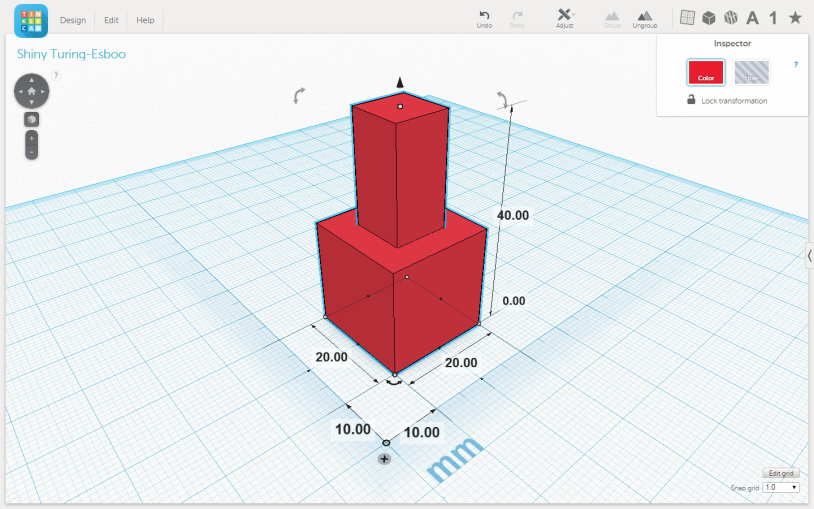 TIN
KER
CAD
Design
Edit
Help
Undo
Redo
Adjust
Group
Ungroup
A
1
Shiny Turing-Esboo
?
Inspector
Color
Hole
?
Lock transformation
40.00
0.00
20.00
20.00
10.00
10.00
mm
Edit grid
Snap grid 1.0